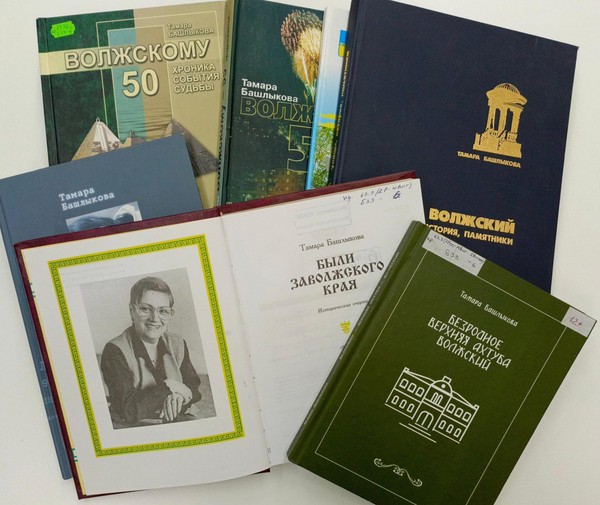 Тамара
БАШЛЫКОВА
ВОЛЖСКОМУ
50
ХРОНИКА
СОБЫТИЯ
СУДЬБЫ
Тамара
Башлыкова
ТАМАРА БАШЛЫКОВА
ВОЛЖСКИЙ
ИСТОРИЯ, ПАМЯТНИКИ
Тамара
Башлыкова
Тамара Башлыкова
БЫЛИ
ЗАВОЛЖСКОГО
КРАЯ
Тамара Башлыкова
БЕЗРОДНОЕ
ВЕРХНЯЯ АХТУБА
ВОЛЖСКИЙ
12+